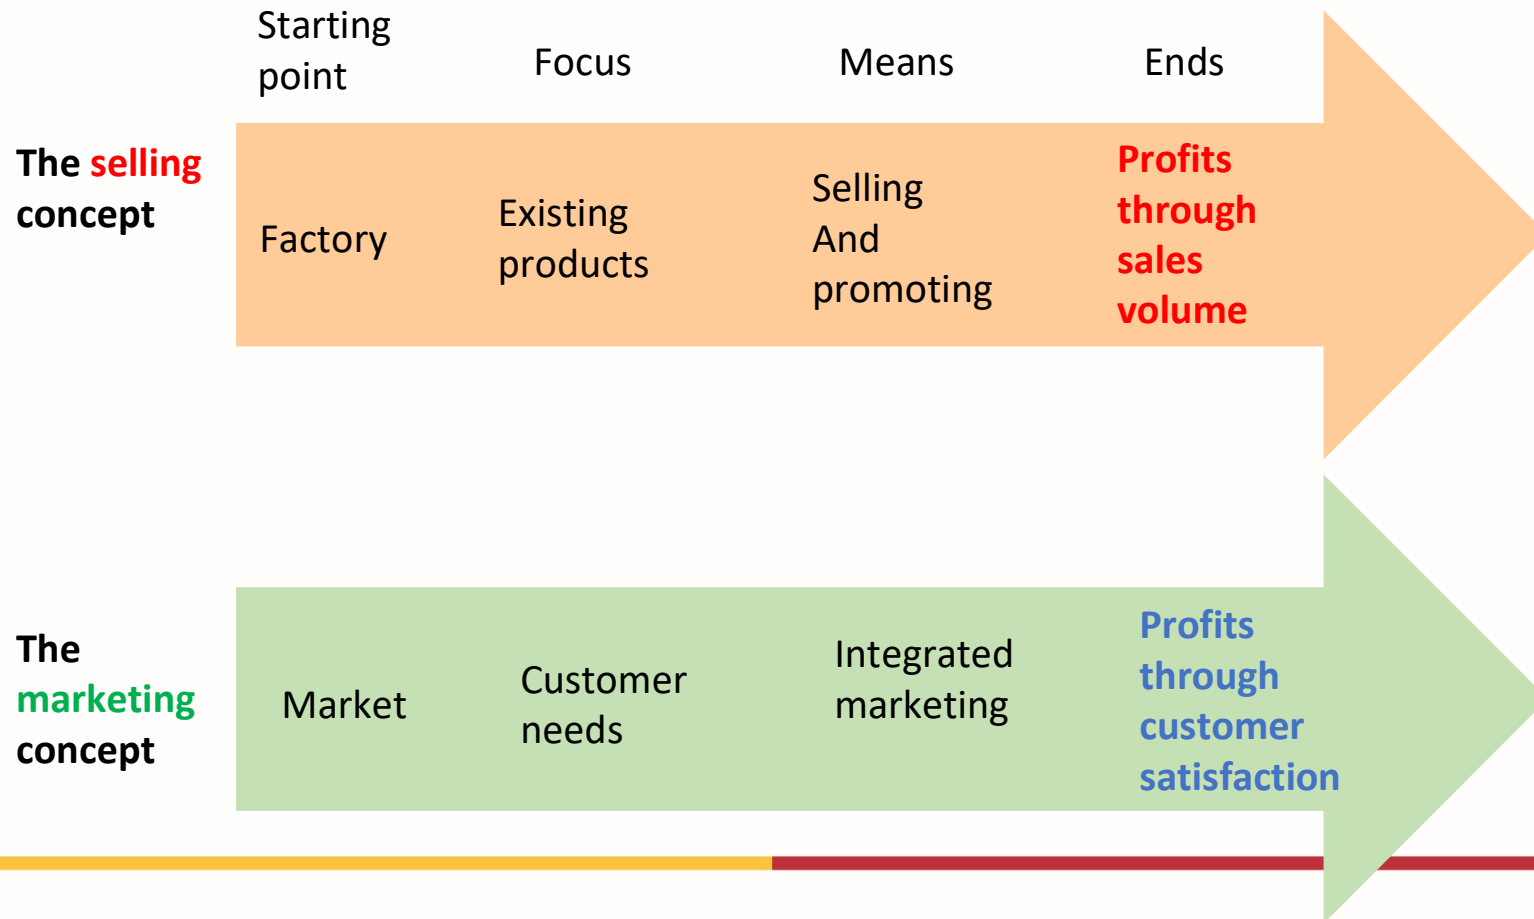 Starting
point
Focus
Means
Ends
The selling
concept
Factory
Existing
products
Selling
And
promoting
Profits
through
sales
volume
The
marketing
concept
Market
Customer
needs
Integrated
marketing
Profits
through
customer
satisfaction